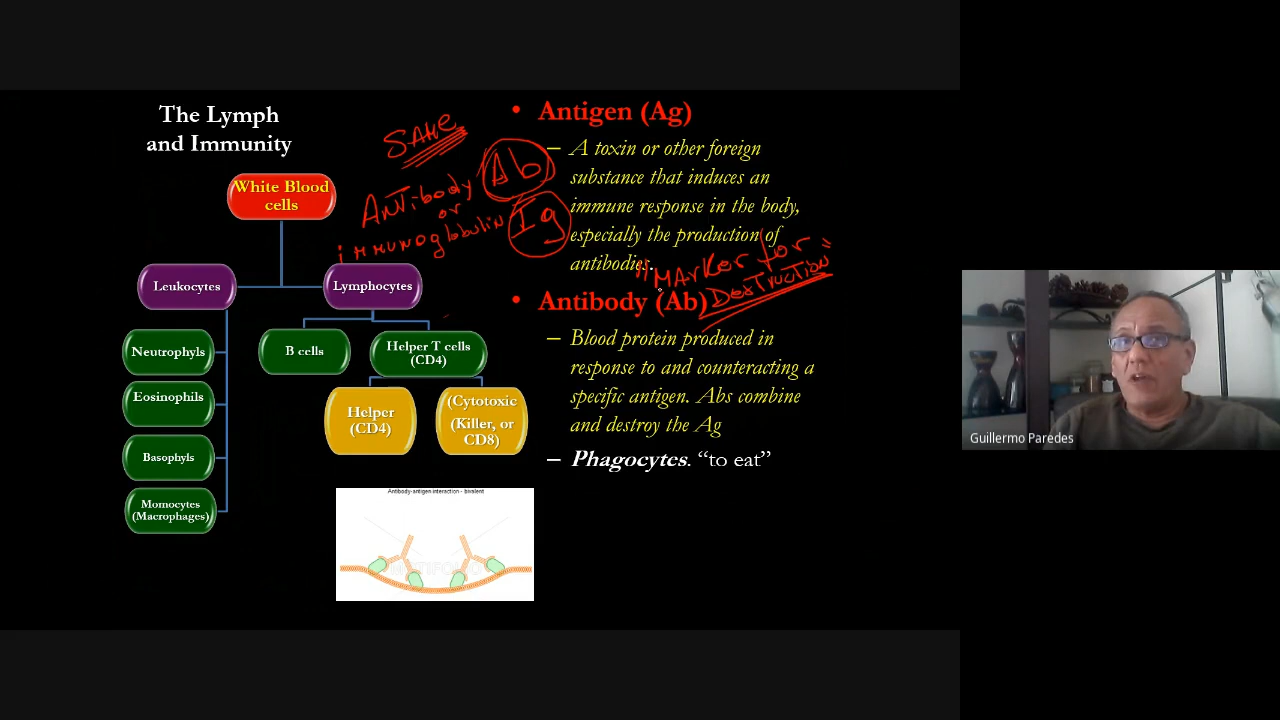 The Lymph
and Immunity
White Blood
cells
Leukocytes
Lymphocytes
Neutrophyls
Eosinophils
Basophyls
Momocytes
(Macrophages)
B cells
Helper T cells
(CD4)
Helper
(CD4)
(Cytotoxic
(Killer, or
CD8)
SAME
ANTibody Ab
or
immunoglobulin Ig
• Antigen (Ag)
– A toxin or other foreign
substance that induces an
immune response in the body,
especially the production of
antibodies.
"MArker for
DesTrucTion"
• Antibody (Ab)
– Blood protein produced in
response to and counteracting a
specific antigen. Abs combine
and destroy the Ag
– Phagocytes. “to eat”
Antibody-antigen interaction - bivalent
Guillermo Paredes